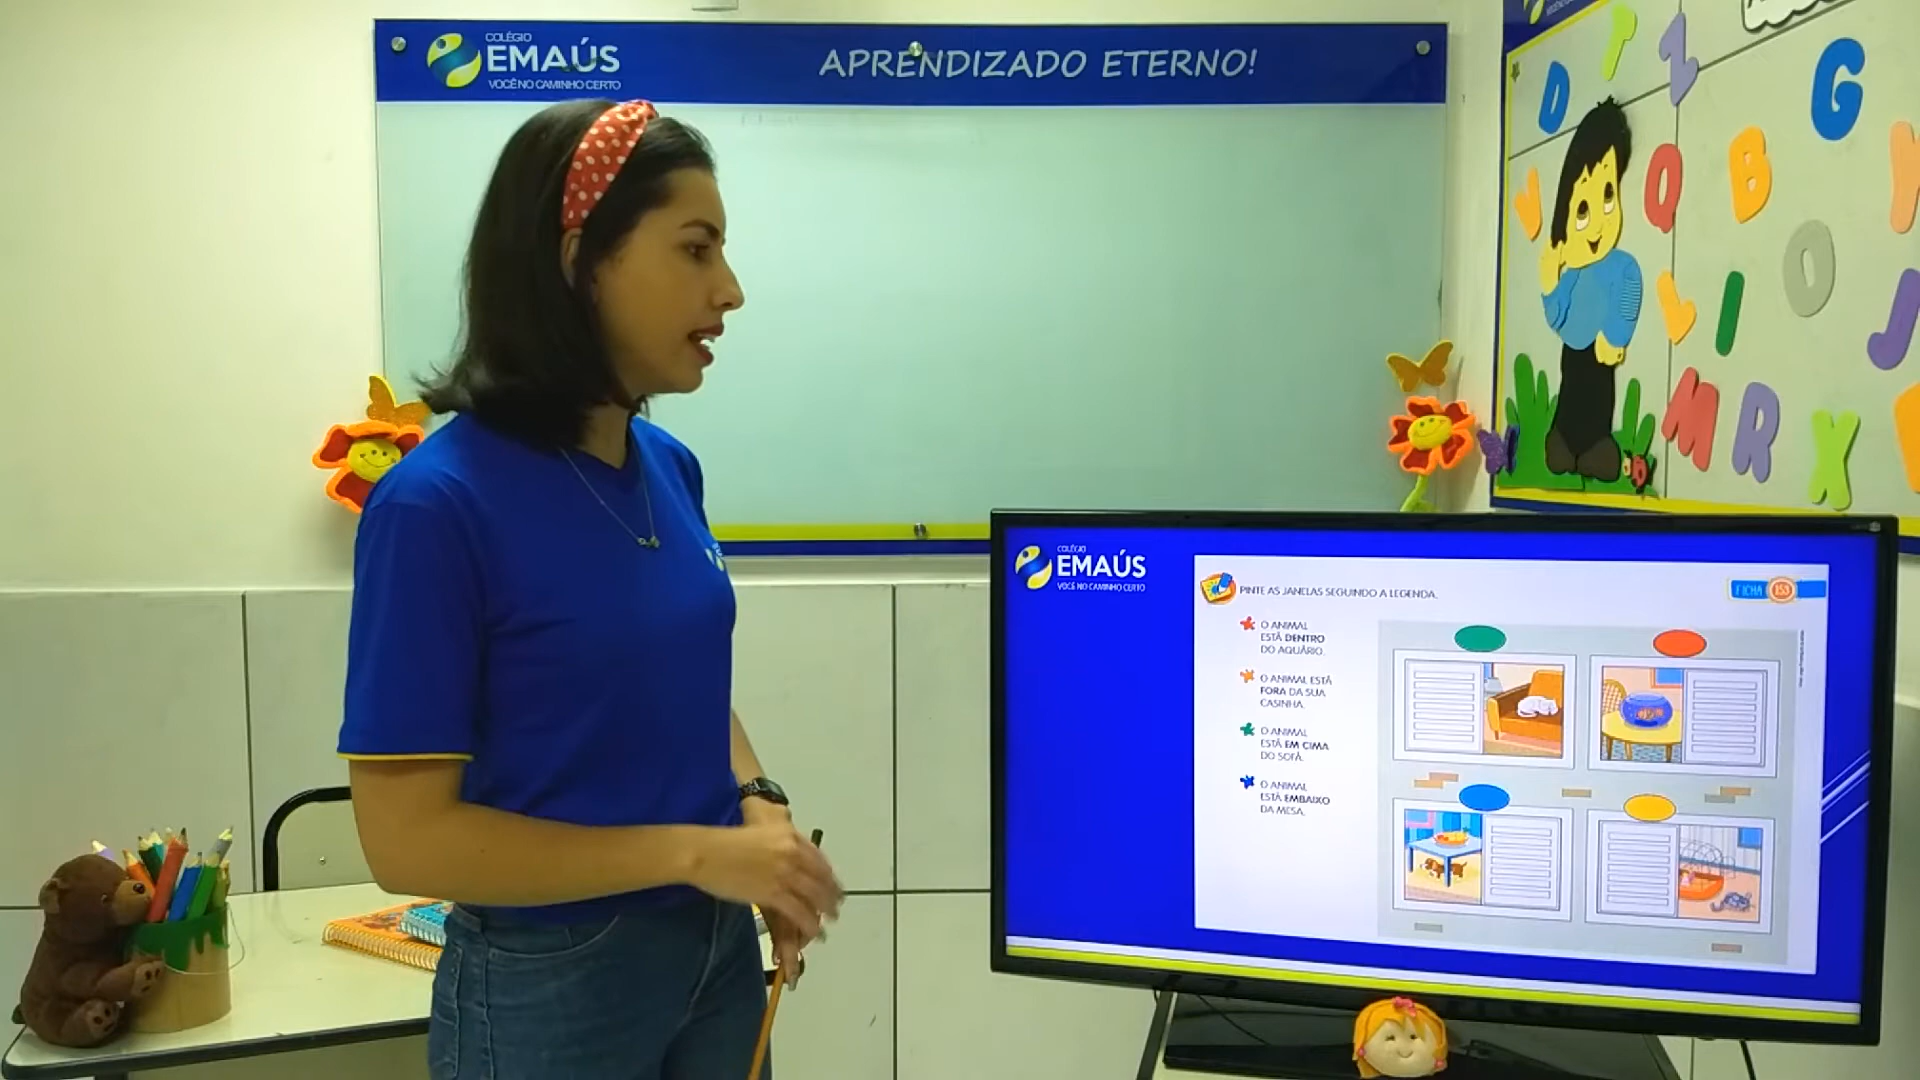 COLÉGIO
EMAÚS
VOCÊ NO CAMINHO CERTO
APRENDIZADO ETERNO!
D
T
Z
G
V
Q
B
Y
L
I
O
J
M
R
X
COLÉGIO
EMAÚS
VOCÊ NO CAMINHO CERTO
PINTE AS JANELAS SEGUINDO A LEGENDA.
FICHA 155
O ANIMAL
ESTÁ DENTRO
DO AQUÁRIO.
O ANIMAL ESTÁ
FORA DA SUA
CASINHA.
O ANIMAL
ESTÁ EM CIMA
DO SOFÁ.
O ANIMAL
ESTÁ EMBAIXO
DA MESA.